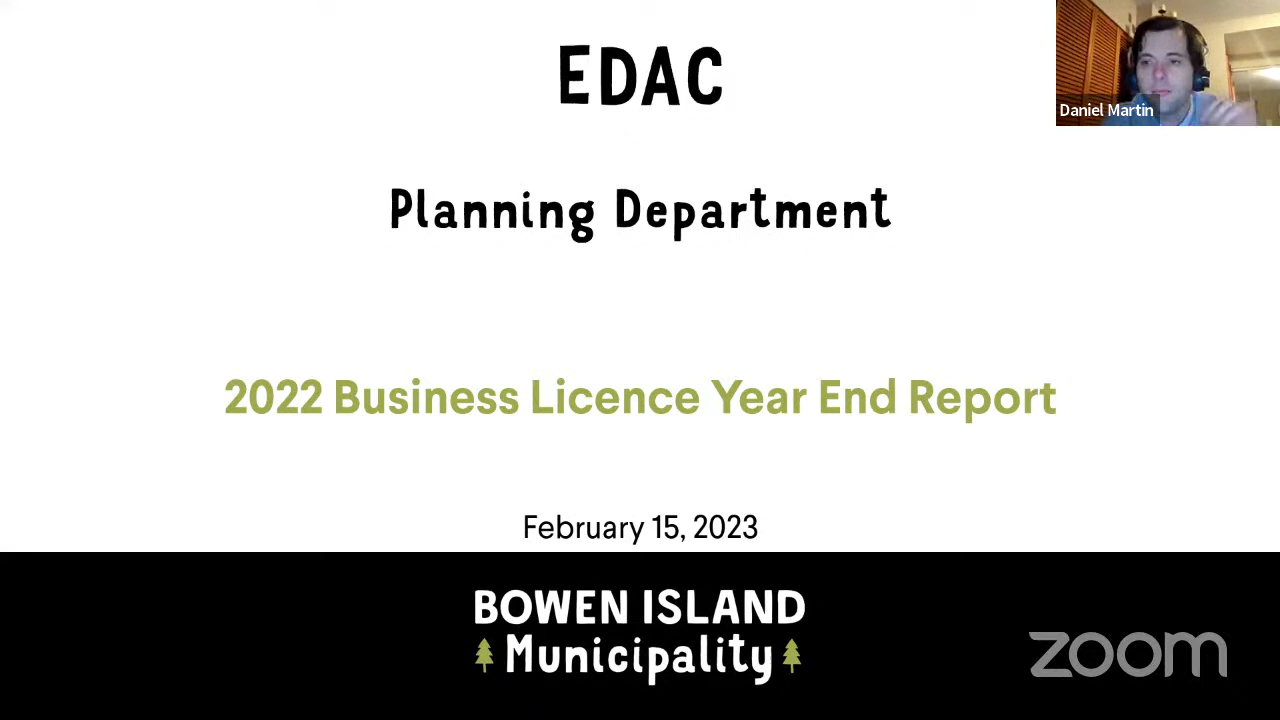 EDAC
Daniel Martin
Planning Department
2022 Business Licence Year End Report
February 15, 2023
BOWEN ISLAND
Municipality
zoom